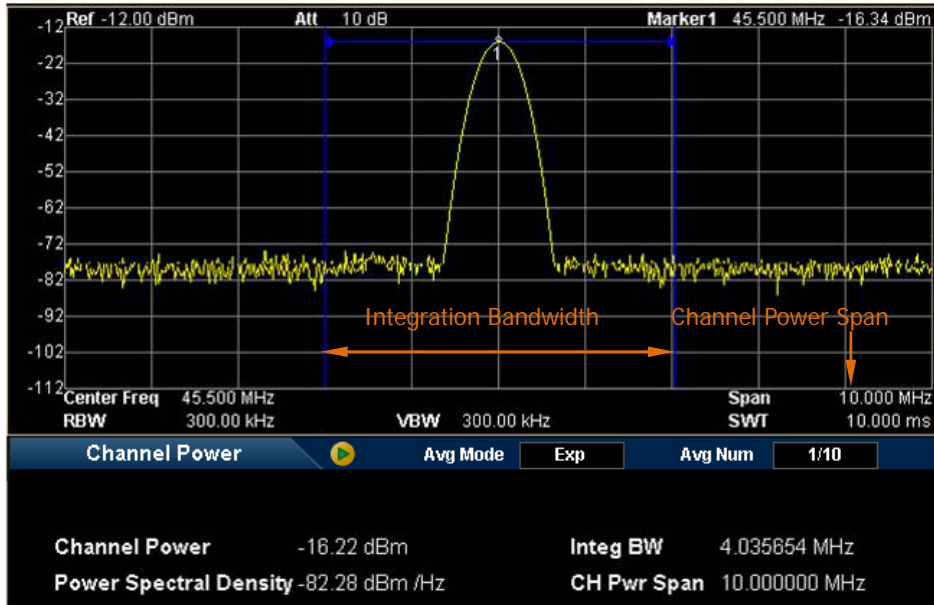 Ref -12.00 dBm Att 10 dB Marker1 45.500 MHz -16.34 dBm
-12
1
-22
-32
-42
-52
-62
-72
-82
-92
Integration Bandwidth Channel Power Span
-102
-112
Center Freq 45.500 MHz Span 10.000 MHz
RBW 300.00 kHz VBW 300.00 kHz SWT 10.000 ms
Channel Power Avg Mode Exp Avg Num 1/10
Channel Power -16.22 dBm Integ BW 4.035654 MHz
Power Spectral Density -82.28 dBm /Hz CH Pwr Span 10.000000 MHz